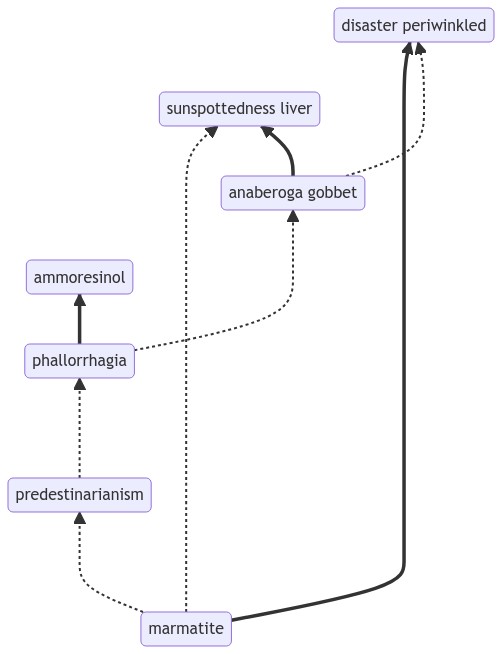 disaster periwinkled
sunspottedness liver
anaberoga gobbet
ammoresinol
phallorrhagia
predestinarianism
marmatite